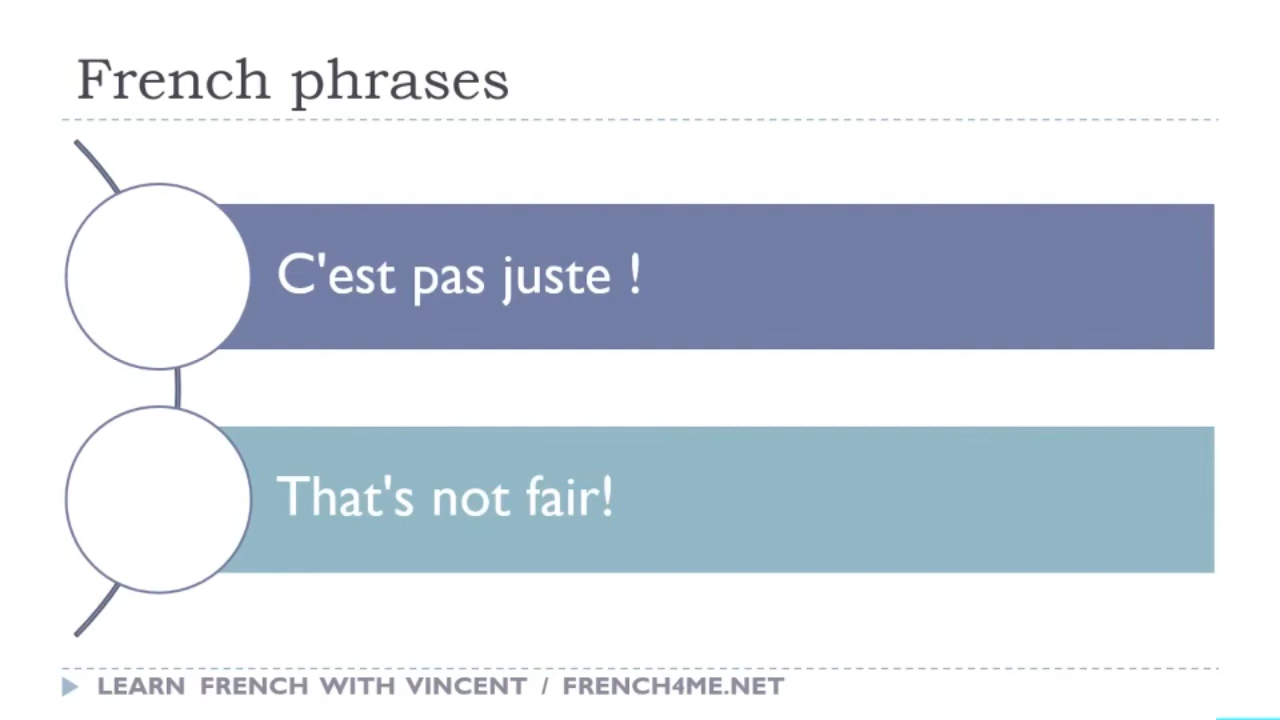 French phrases
C'est pas juste !
That's not fair!
LEARN FRENCH WITH VINCENT / FRENCH4ME.NET